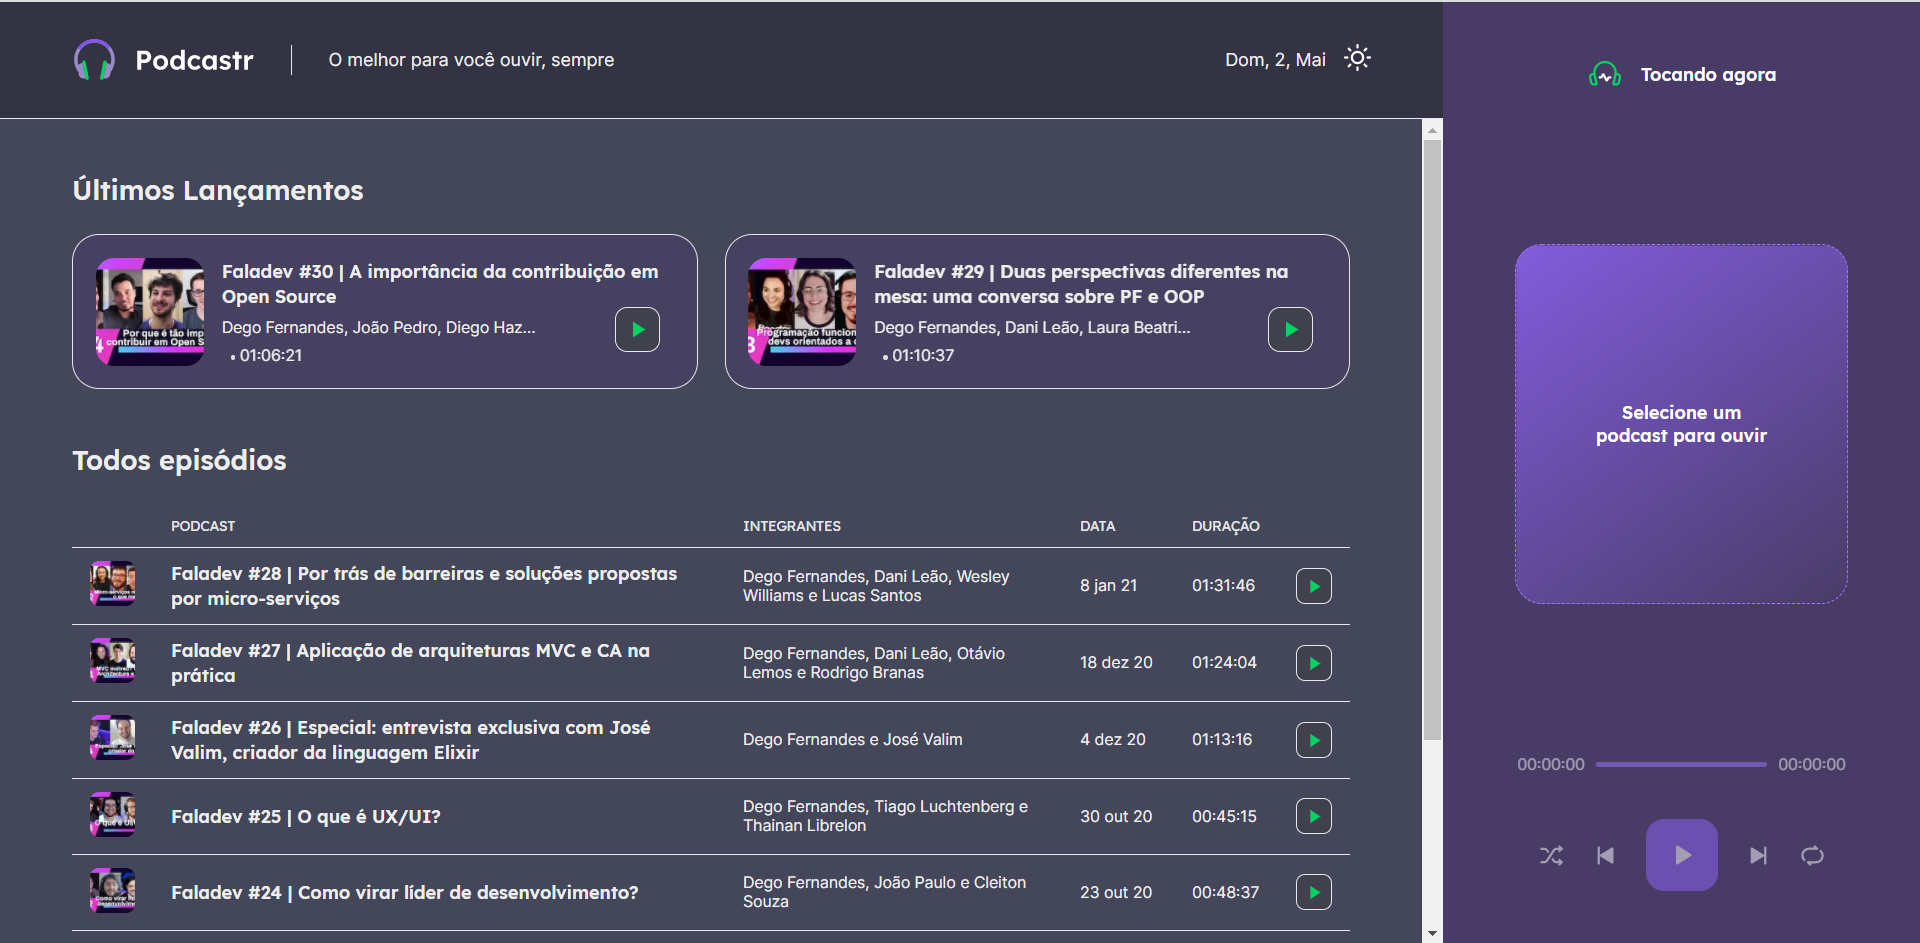 Podcastr
O melhor para você ouvir, sempre
Dom, 2, Mai
Tocando agora
Últimos Lançamentos
Por que é tão imp
contribuir em Open S
Faladev #30 | A importância da contribuição em
Open Source
Dego Fernandes, João Pedro, Diego Haz...
• 01:06:21
Programação funcion
devs orientados a
Faladev #29 | Duas perspectivas diferentes na
mesa: uma conversa sobre PF e OOP
Dego Fernandes, Dani Leão, Laura Beatri...
• 01:10:37
Todos episódios
PODCAST INTEGRANTES DATA DURAÇÃO
Faladev #28 | Por trás de barreiras e soluções propostas
por micro-serviços
Dego Fernandes, Dani Leão, Wesley
Williams e Lucas Santos
8 jan 21
01:31:46
Faladev #27 | Aplicação de arquiteturas MVC e CA na
prática
Dego Fernandes, Dani Leão, Otávio
Lemos e Rodrigo Branas
18 dez 20
01:24:04
Faladev #26 | Especial: entrevista exclusiva com José
Valim, criador da linguagem Elixir
Dego Fernandes e José Valim
4 dez 20
01:13:16
Faladev #25 | O que é UX/UI?
Dego Fernandes, Tiago Luchtenberg e
Thainan Librelon
30 out 20
00:45:15
Faladev #24 | Como virar líder de desenvolvimento?
Dego Fernandes, João Paulo e Cleiton
Souza
23 out 20
00:48:37
Selecione um
podcast para ouvir
00:00:00
00:00:00